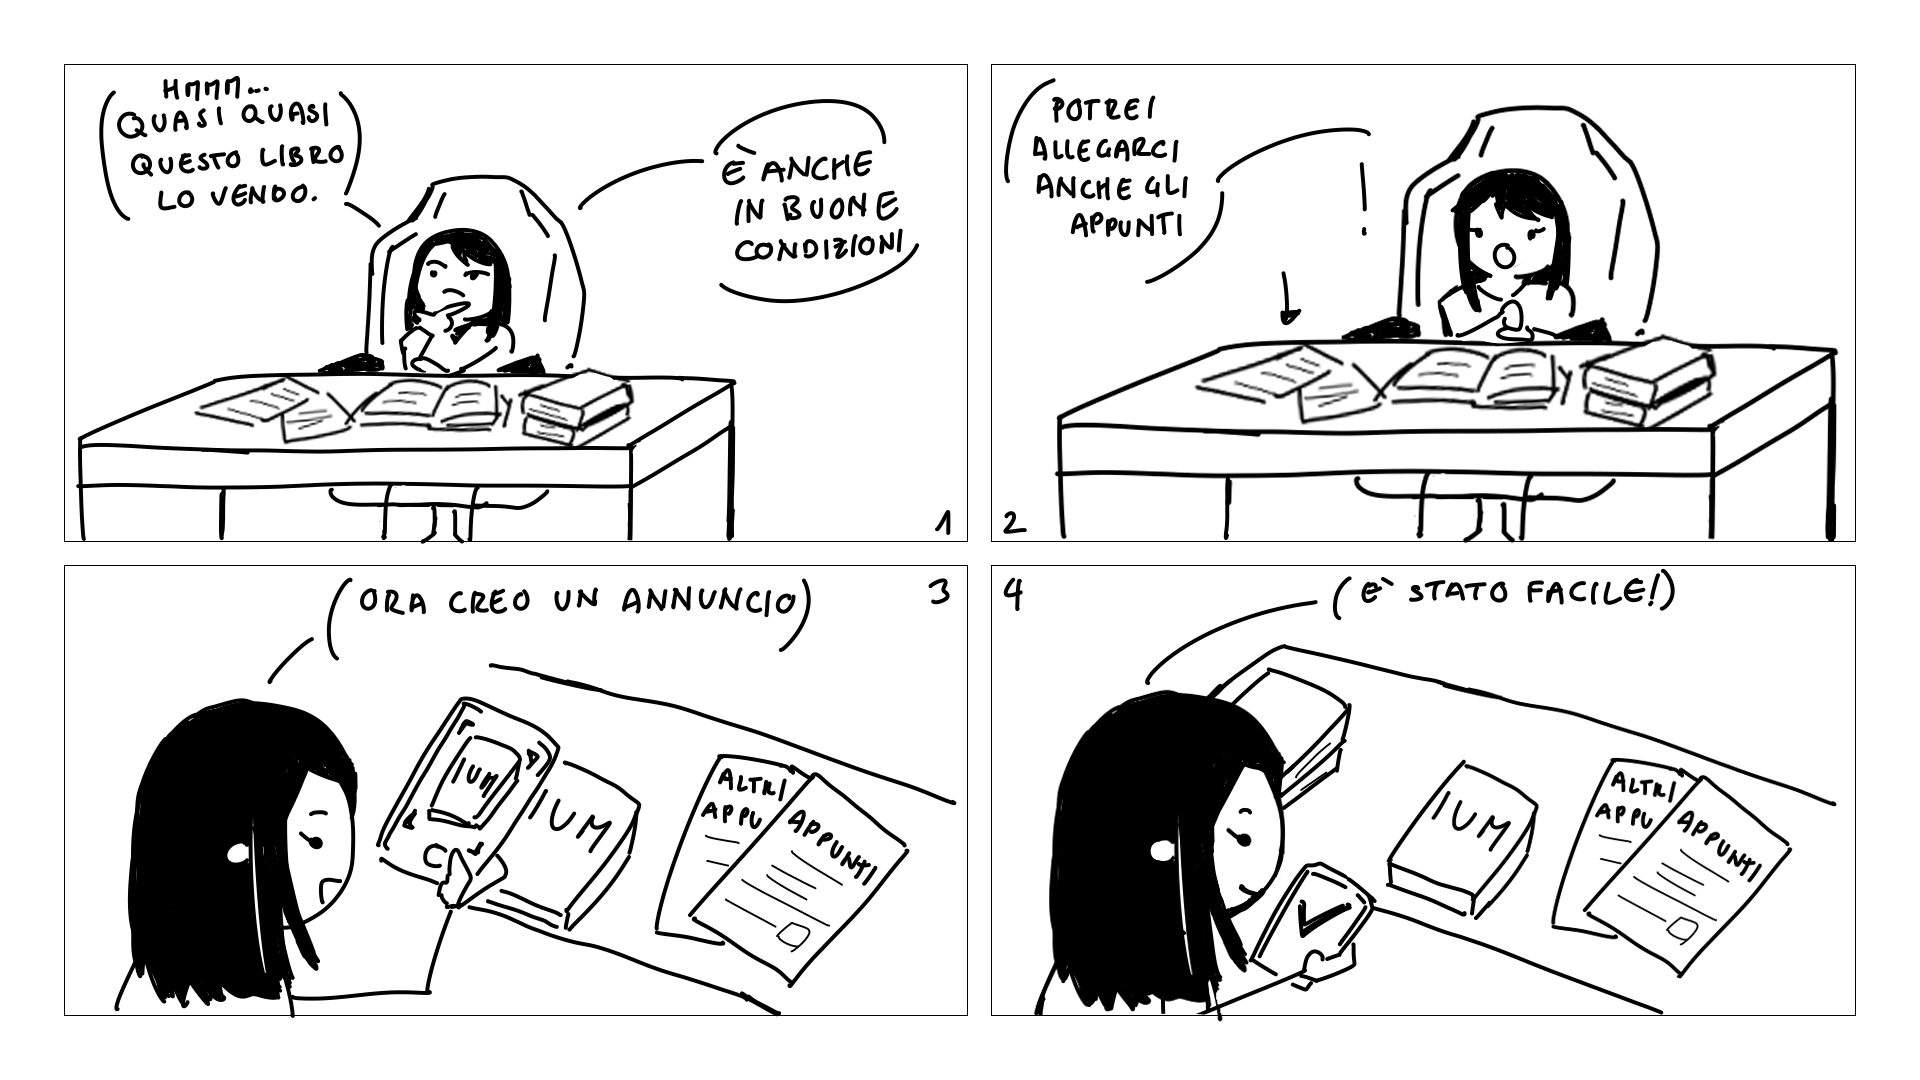 HMMM...
QUASI QUASI
QUESTO LIBRO
LO VENDO.
È ANCHE
IN BUONE
CONDIZIONI
1
POTREI
ALLEGARCI
ANCHE GLI
APPUNTI
!
2
(ORA CREO UN ANNUNCIO)
3
IUM
IUM
ALTRI
APPU
APPUNTI
4
(E' STATO FACILE!)
IUM
ALTRI
APPU
APPUNTI